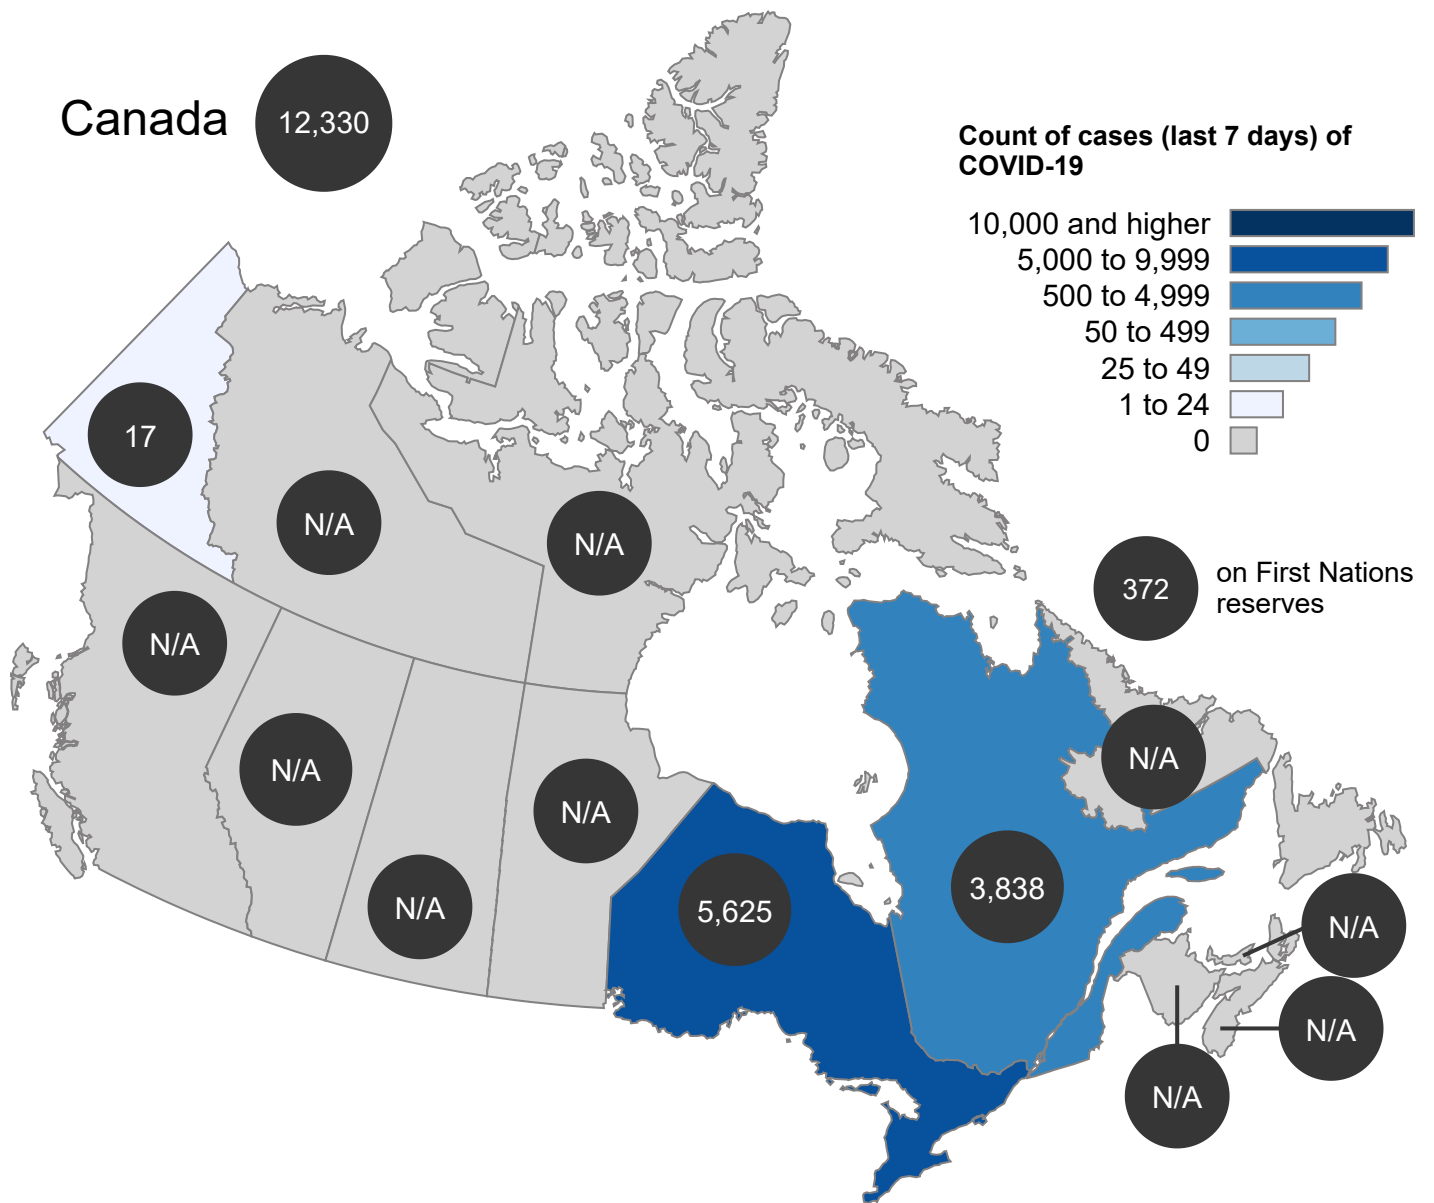 Canada
12,330
Count of cases (last 7 days) of
COVID-19
10,000 and higher
5,000 to 9,999
500 to 4,999
50 to 499
25 to 49
1 to 24
0
17
N/A
N/A
372
on First Nations
reserves
N/A
N/A
N/A
N/A
N/A
5,625
3,838
N/A
N/A
N/A
N/A